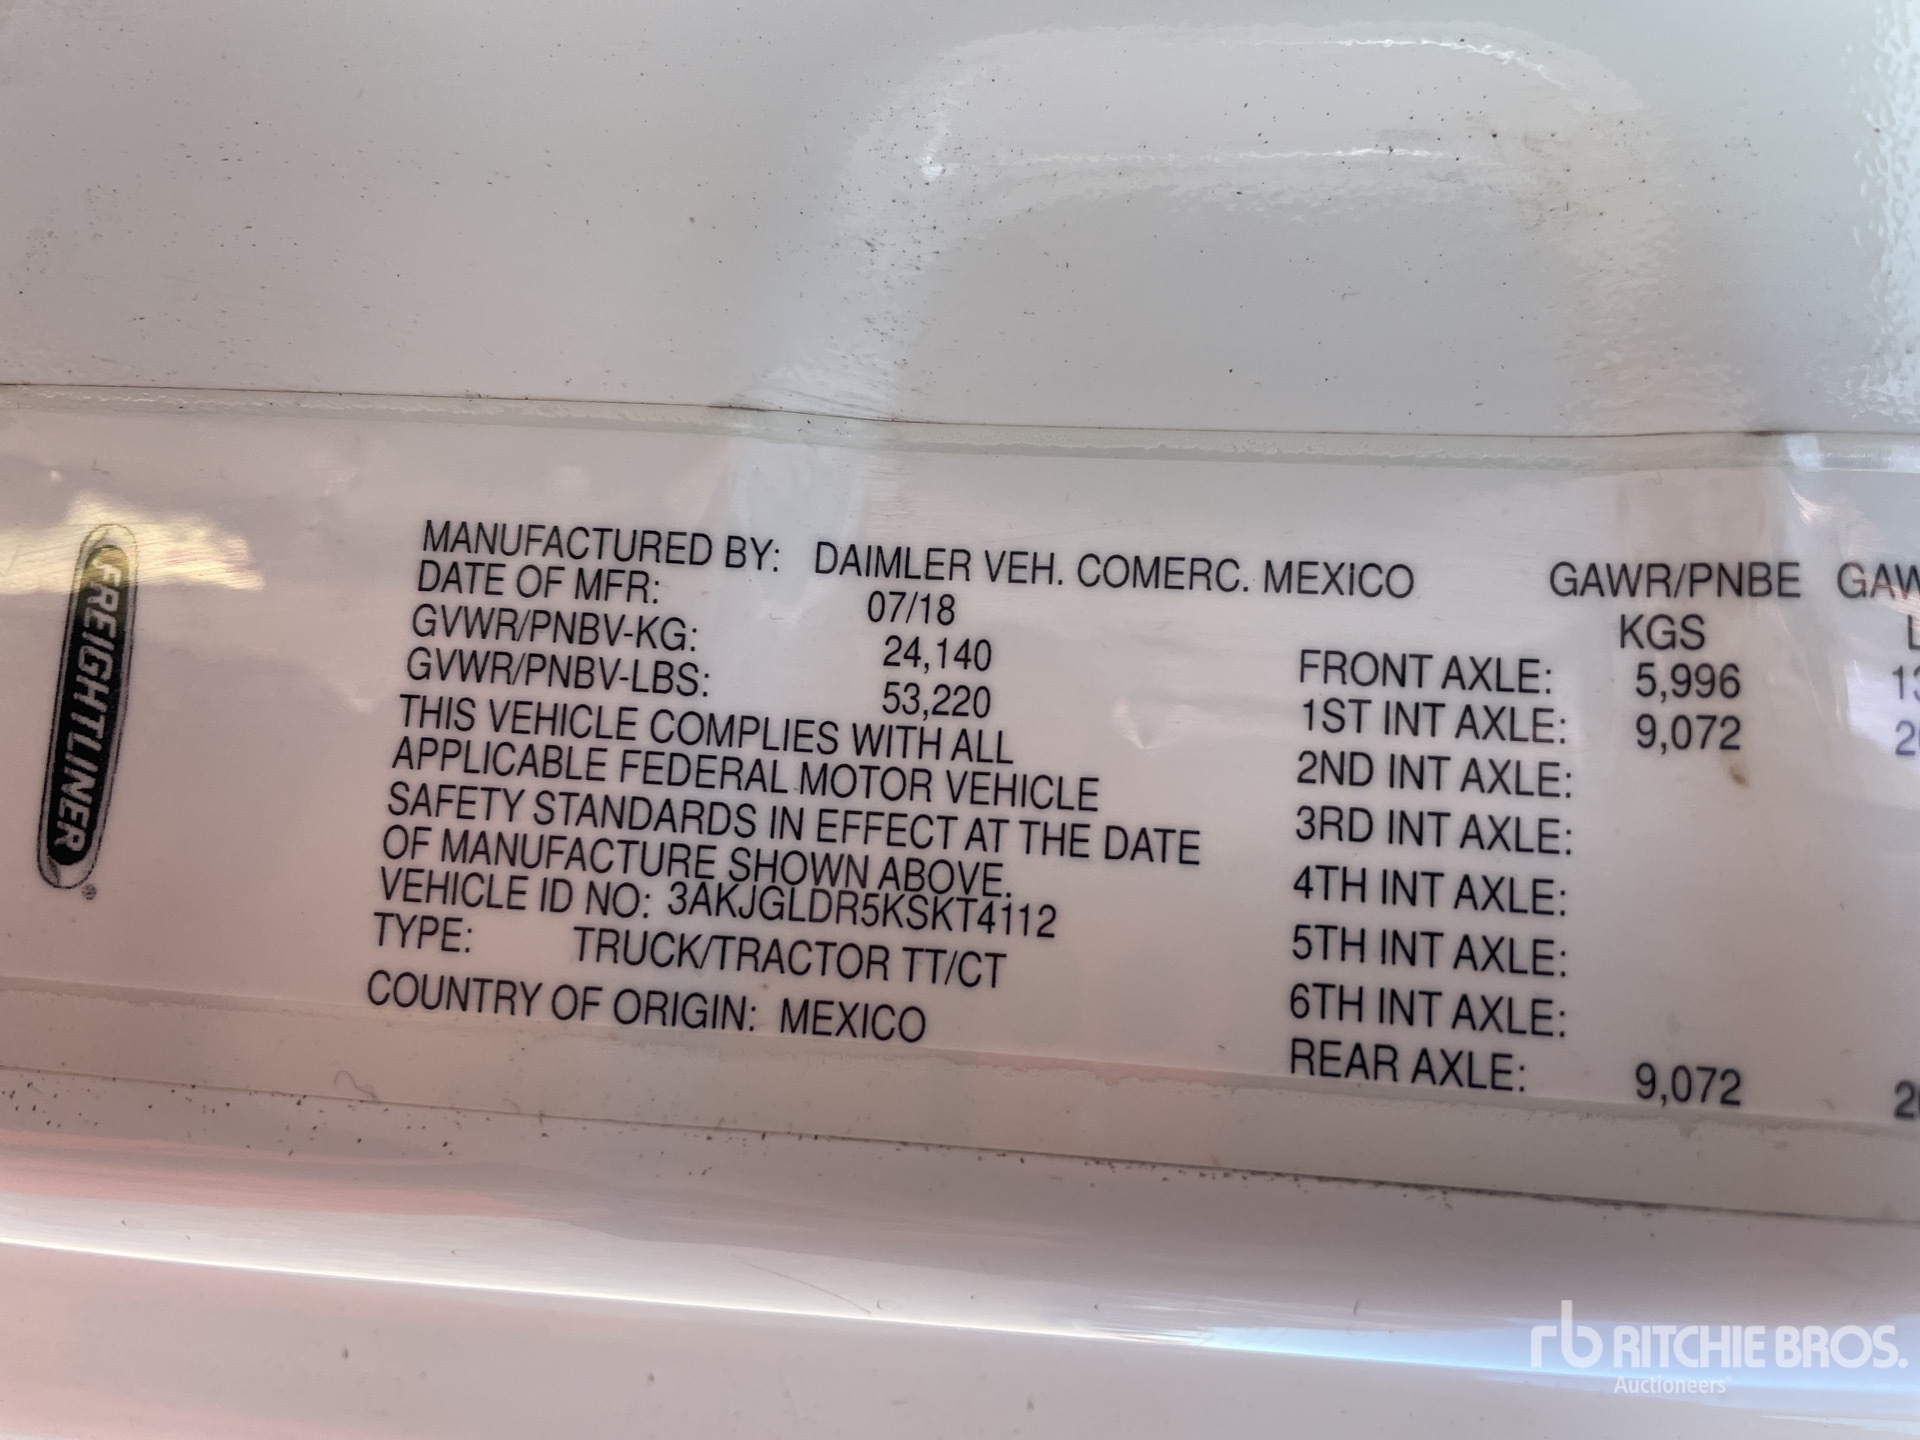 FREIGHTLINER®
MANUFACTURED BY: DAIMLER VEH. COMERC. MEXICO
DATE OF MFR: 07/18
GVWR/PNBV-KG: 24,140
GVWR/PNBV-LBS: 53,220
THIS VEHICLE COMPLIES WITH ALL
APPLICABLE FEDERAL MOTOR VEHICLE
SAFETY STANDARDS IN EFFECT AT THE DATE
OF MANUFACTURE SHOWN ABOVE.
VEHICLE ID NO: 3AKJGLDR5KSKT4112
TYPE: TRUCK/TRACTOR TT/CT
COUNTRY OF ORIGIN: MEXICO
GAWR/PNBE
KGS
FRONT AXLE: 5,996
1ST INT AXLE: 9,072
2ND INT AXLE:
3RD INT AXLE:
4TH INT AXLE:
5TH INT AXLE:
6TH INT AXLE:
REAR AXLE: 9,072
rb RITCHIE BROS.
Auctioneers